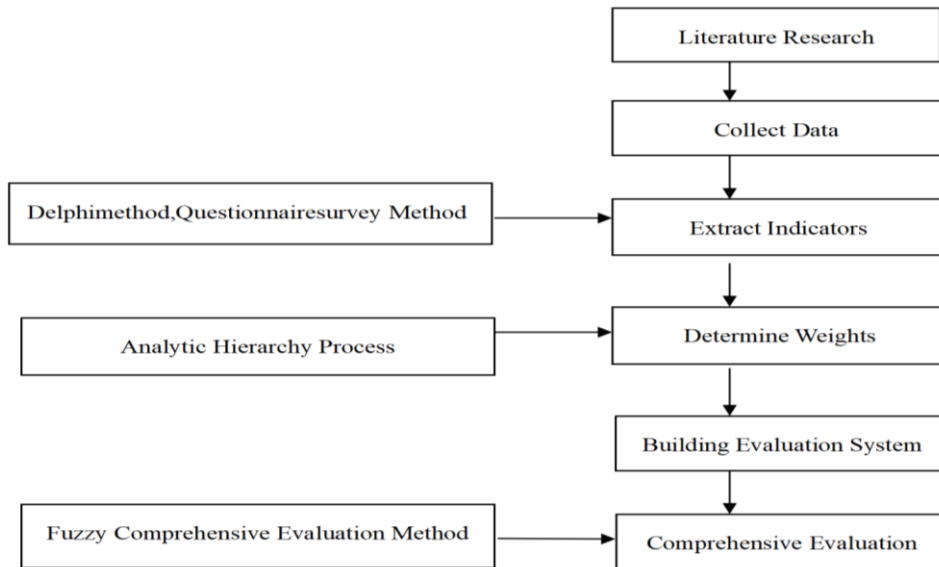 Literature Research
Collect Data
Delphimethod,Questionnairesurvey Method
Extract Indicators
Analytic Hierarchy Process
Determine Weights
Building Evaluation System
Fuzzy Comprehensive Evaluation Method
Comprehensive Evaluation